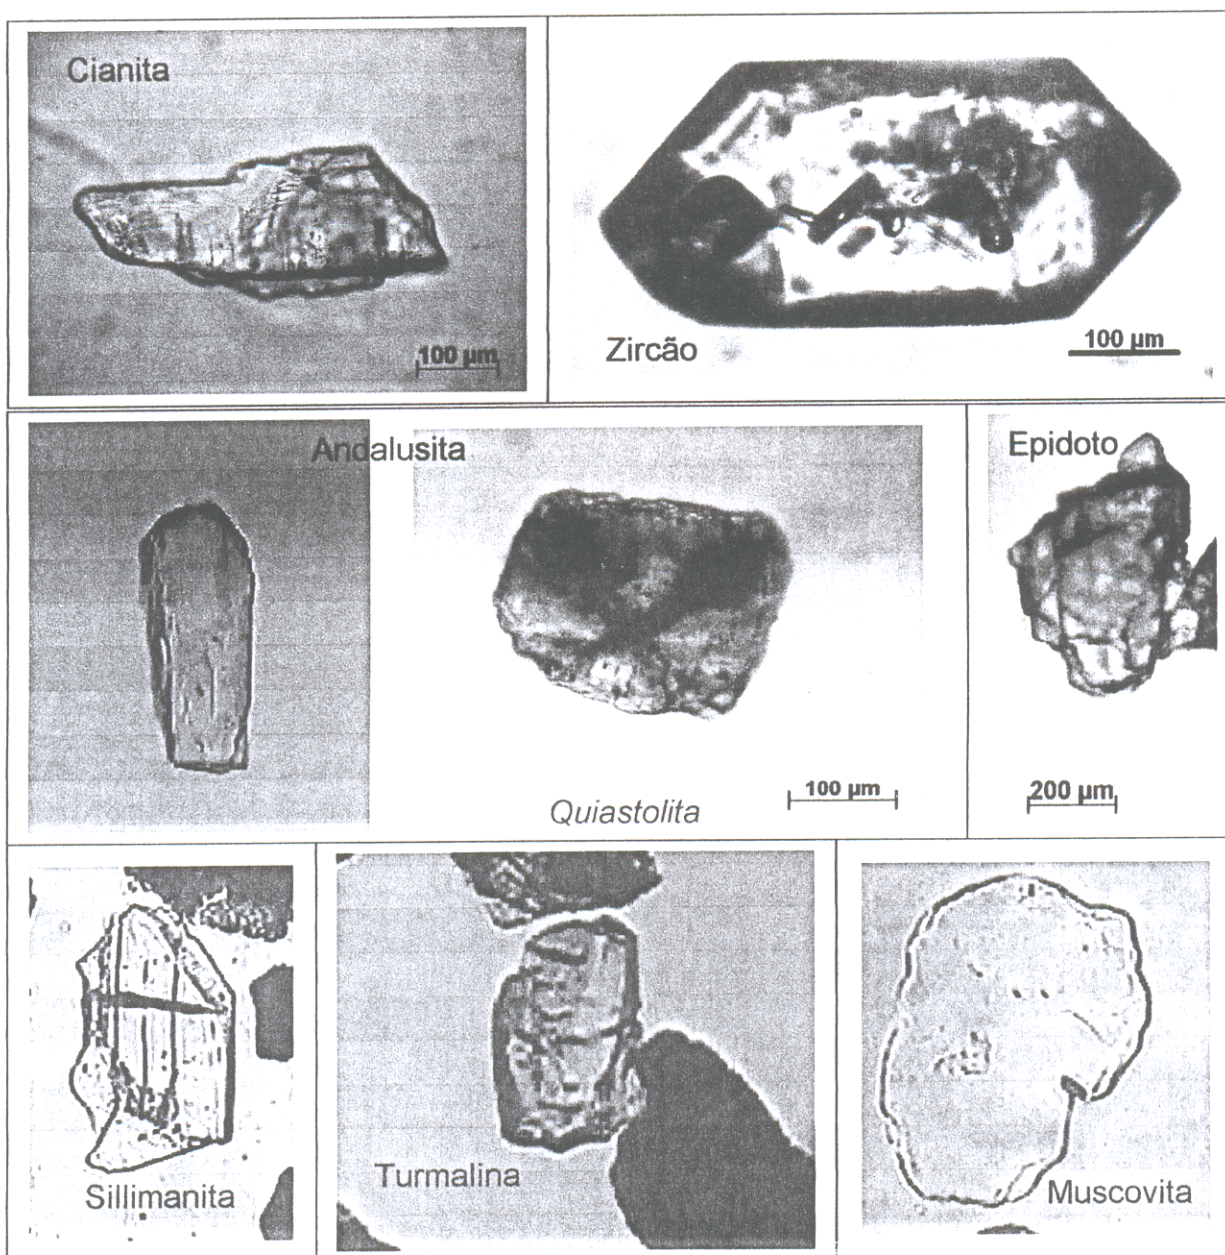 Cianita
100 µm
Zircão
100 µm
Andalusita
Quiastolita
100 µm
Epidoto
200 µm
Sillimanita
Turmalina
Muscovita